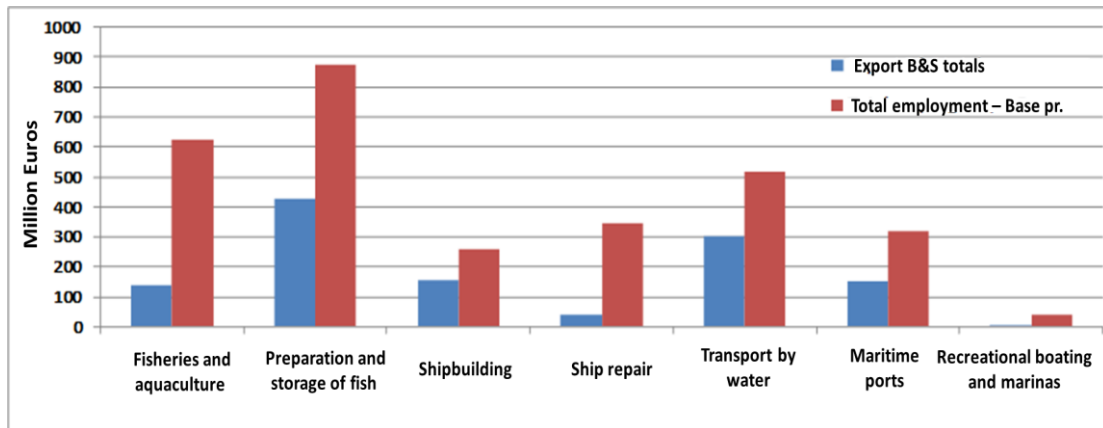 1000
900
800
700
600
500
400
300
200
100
0
Million Euros
Export B&S totals
Total employment – Base pr.
Fisheries and
aquaculture
Preparation and
storage of fish
Shipbuilding
Ship repair
Transport by
water
Maritime
ports
Recreational boating
and marinas